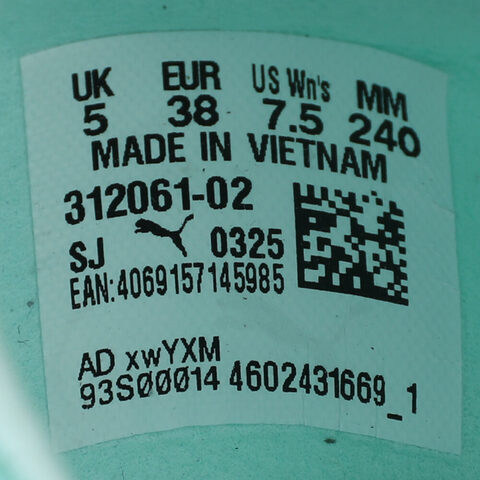 UK EUR US Wn's MM
5 38 7.5 240
MADE IN VIETNAM
312061-02
SJ 0325
EAN:4069157145985
AD xwYXM
93S00014 4602431669_1